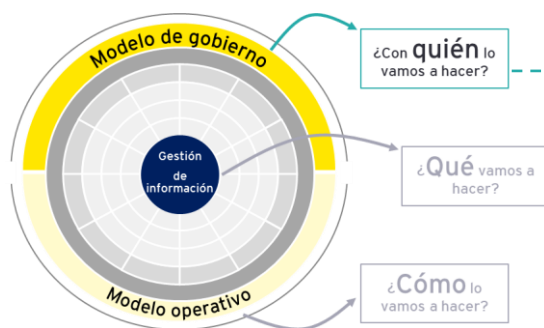 Modelo de gobierno
¿Con quién lo
vamos a hacer?
Gestión
de
información
¿Qué vamos a
hacer?
Modelo operativo
¿Cómo lo
vamos a hacer?